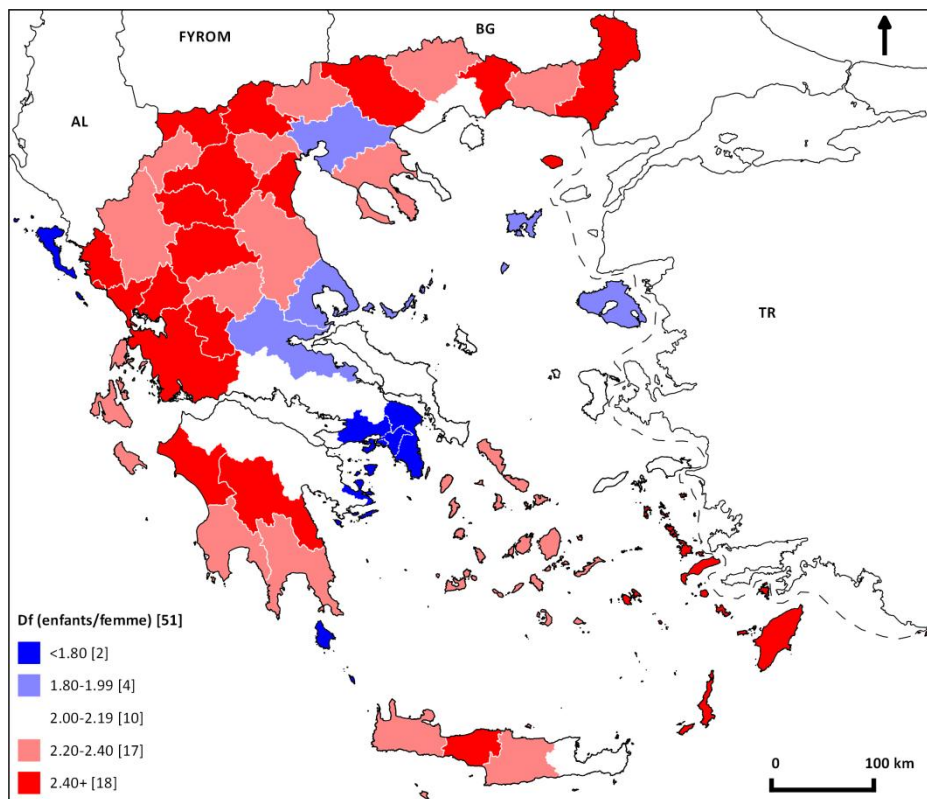 FYROM
BG
AL
TR
Df (enfants/femme) [51]
<1.80 [2]
1.80-1.99 [4]
2.00-2.19 [10]
2.20-2.40 [17]
2.40+ [18]
0 100 km